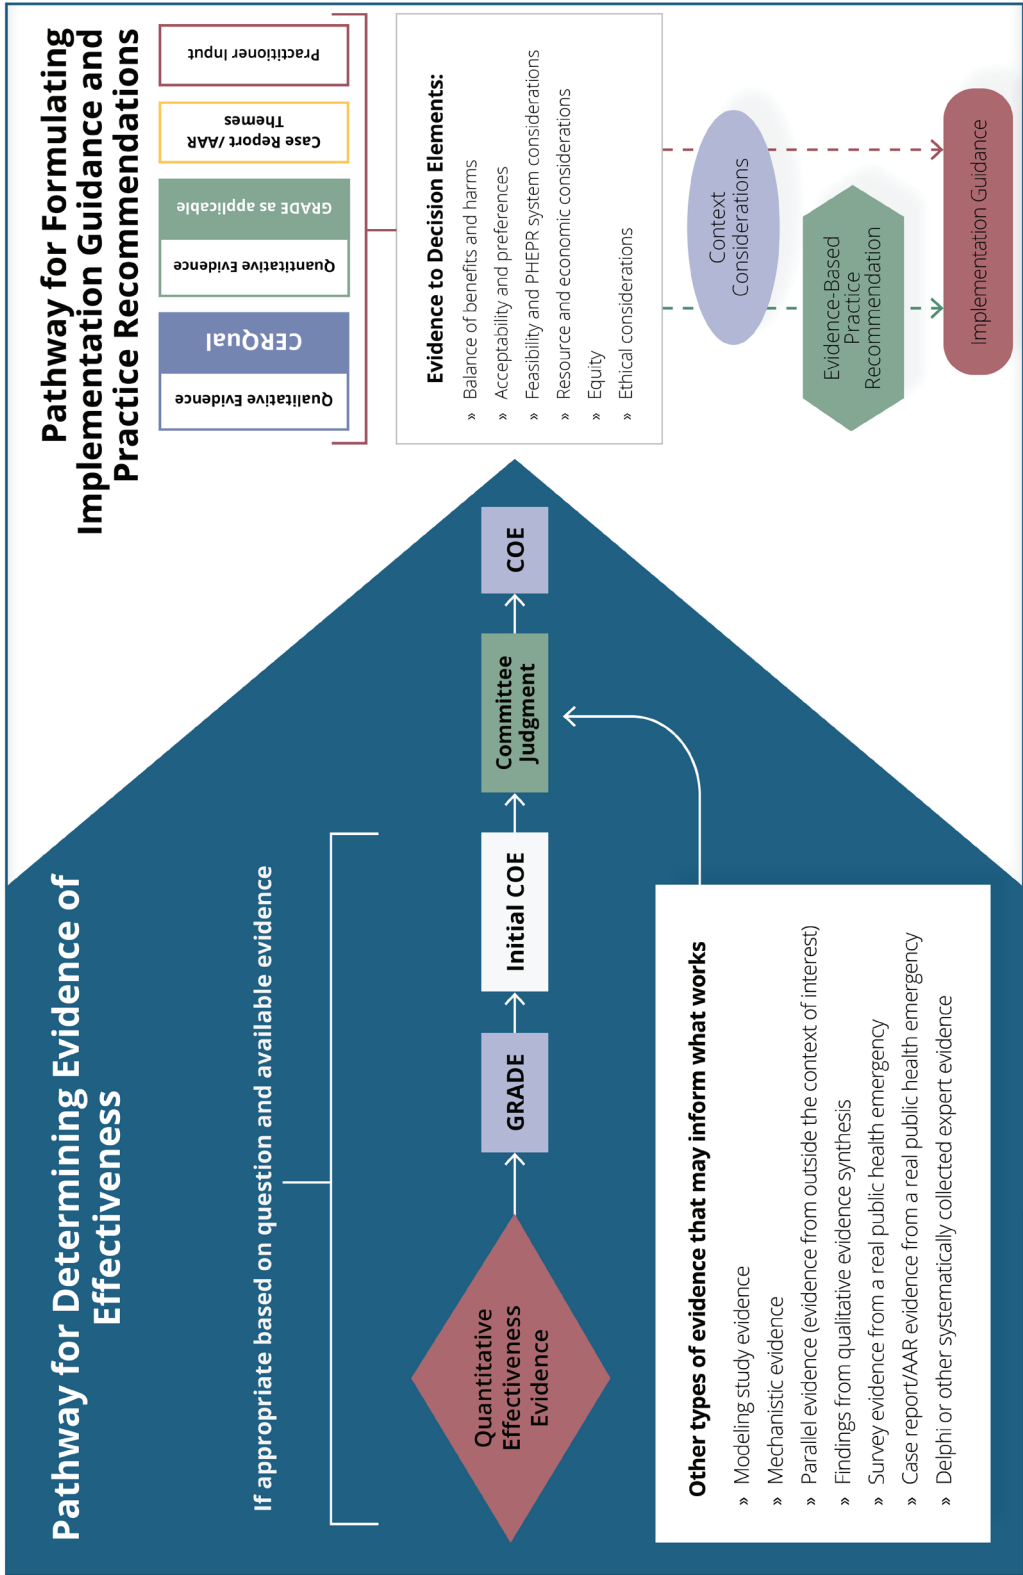 Pathway for Determining Evidence of
Effectiveness
If appropriate based on question and available evidence
Quantitative
Effectiveness
Evidence
GRADE
Initial COE
Committee
Judgment
COE
Other types of evidence that may inform what works
» Modeling study evidence
» Mechanistic evidence
» Parallel evidence (evidence from outside the context of interest)
» Findings from qualitative evidence synthesis
» Survey evidence from a real public health emergency
» Case report/AAR evidence from a real public health emergency
» Delphi or other systematically collected expert evidence
Pathway for Formulating
Implementation Guidance and
Practice Recommendations
Qualitative Evidence
CERQual
Quantitative Evidence
GRADE as applicable
Case Report / AAR
Themes
Practitioner Input
Evidence to Decision Elements:
» Balance of benefits and harms
» Acceptability and preferences
» Feasibility and PHEPR system considerations
» Resource and economic considerations
» Equity
» Ethical considerations
Context
Considerations
Evidence-Based
Practice
Recommendation
Implementation Guidance